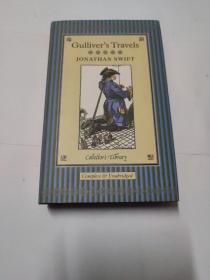 Gulliver's Travels
JONATHAN SWIFT
Collector's Library
Complete & Unabridged